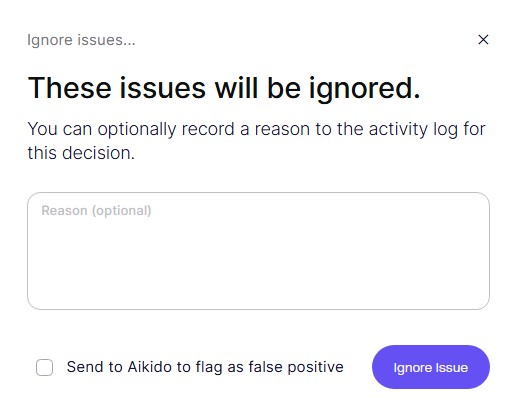 Ignore issues...
These issues will be ignored.
You can optionally record a reason to the activity log for
this decision.
Reason (optional)
Send to Aikido to flag as false positive
Ignore Issue